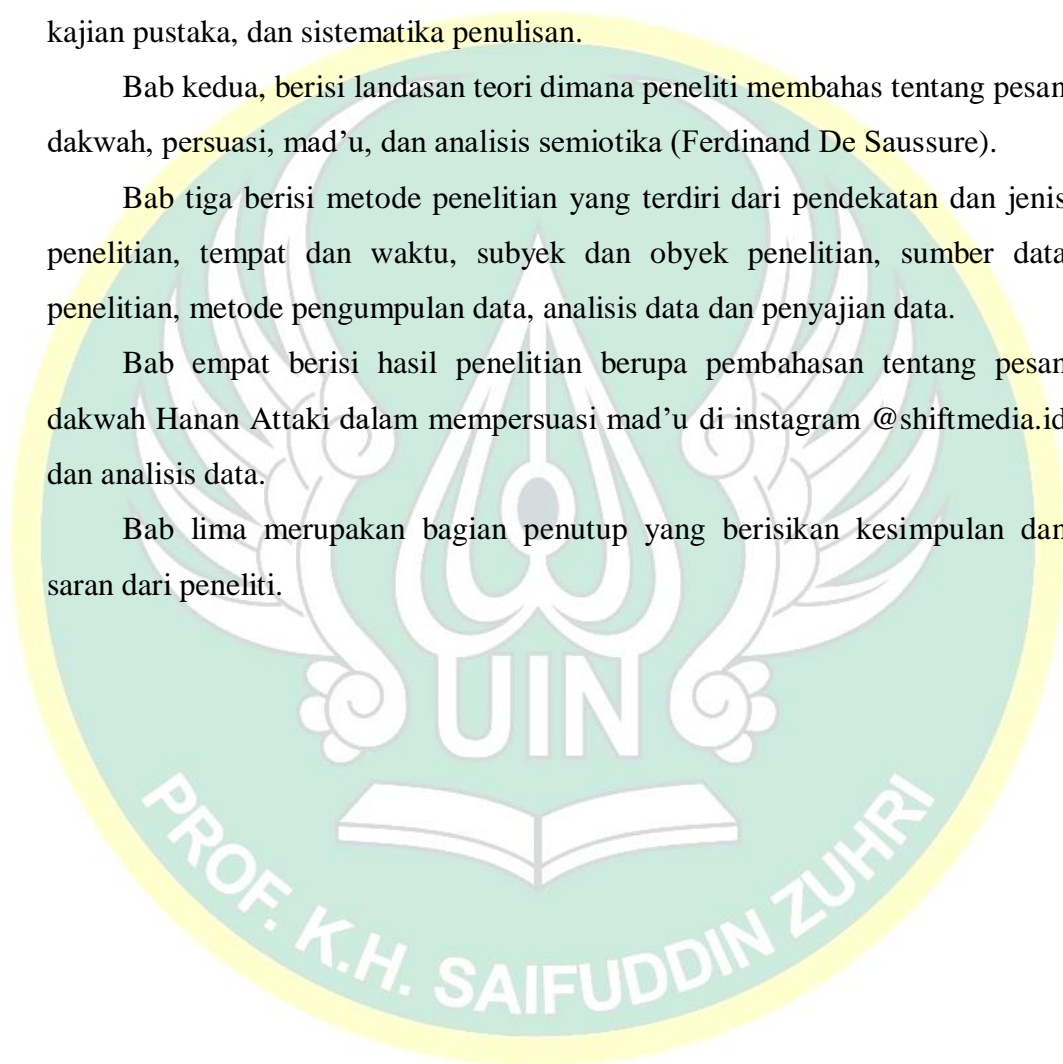 kajian pustaka, dan sistematika penulisan.
Bab kedua, berisi landasan teori dimana peneliti membahas tentang pesan
dakwah, persuasi, mad’u, dan analisis semiotika (Ferdinand De Saussure).
Bab tiga berisi metode penelitian yang terdiri dari pendekatan dan jenis
penelitian, tempat dan waktu, subyek dan obyek penelitian, sumber data
penelitian, metode pengumpulan data, analisis data dan penyajian data.
Bab empat berisi hasil penelitian berupa pembahasan tentang pesan
dakwah Hanan Attaki dalam mempersuasi mad’u di instagram @shiftmedia.id
dan analisis data.
Bab lima merupakan bagian penutup yang berisikan kesimpulan dan
saran dari peneliti.
UIN
PROF. K.H. SAIFUDDIN ZUHRI